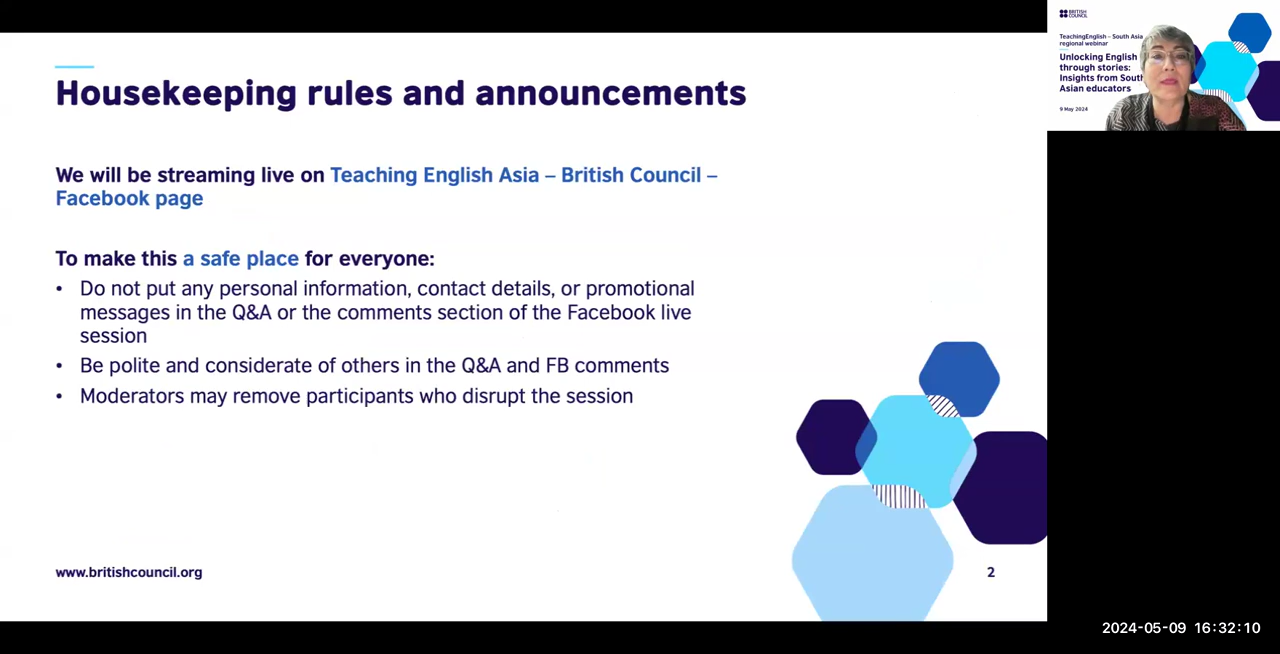 Housekeeping rules and announcements
We will be streaming live on Teaching English Asia – British Council –
Facebook page
To make this a safe place for everyone:
• Do not put any personal information, contact details, or promotional
messages in the Q&A or the comments section of the Facebook live
session
• Be polite and considerate of others in the Q&A and FB comments
• Moderators may remove participants who disrupt the session
www.britishcouncil.org
2
BRITISH
COUNCIL
TeachingEnglish – South Asia
regional webinar
Unlocking English
through stories:
Insights from South
Asian educators
9 May 2024
2024-05-09 16:32:10